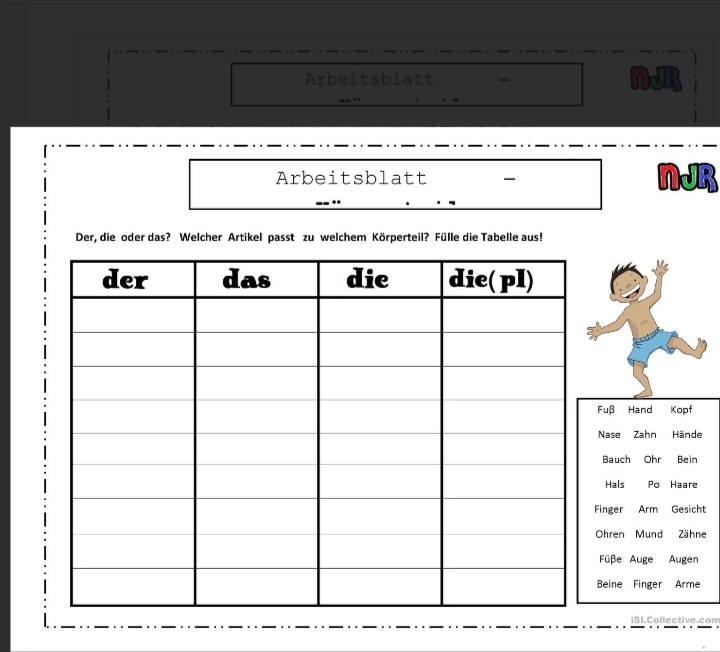 Arbeitsblatt –
NJR
Arbeitsblatt –
NJR
Der, die oder das? Welcher Artikel passt zu welchem Körperteil? Fülle die Tabelle aus!
der das die die(pl)
Fuß Hand Kopf
Nase Zahn Hände
Bauch Ohr Bein
Hals Po Haare
Finger Arm Gesicht
Ohren Mund Zähne
Füße Auge Augen
Beine Finger Arme
iSLCollective.com